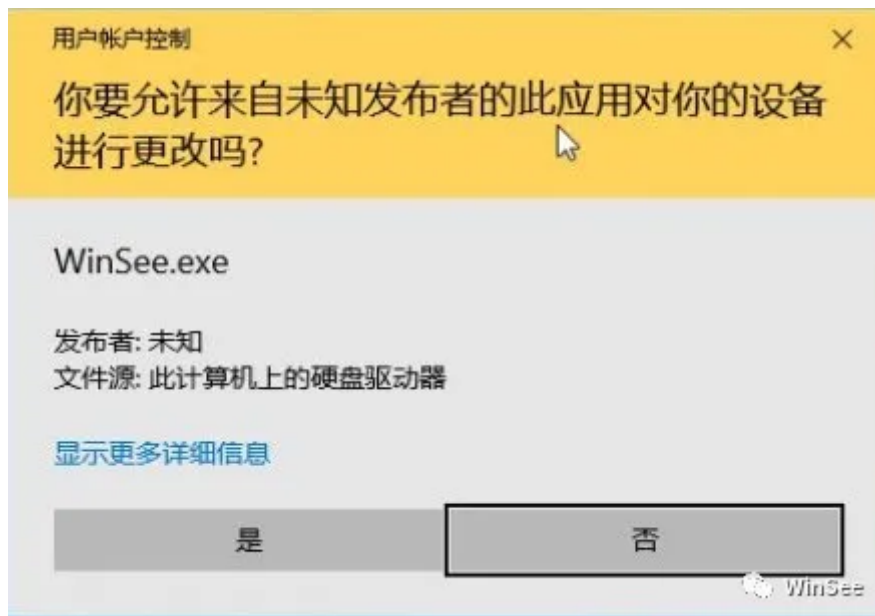 用户帐户控制
你要允许来自未知发布者的此应用对你的设备
进行更改吗?
WinSee.exe
发布者: 未知
文件源: 此计算机上的硬盘驱动器
显示更多详细信息
是
否
WinSee